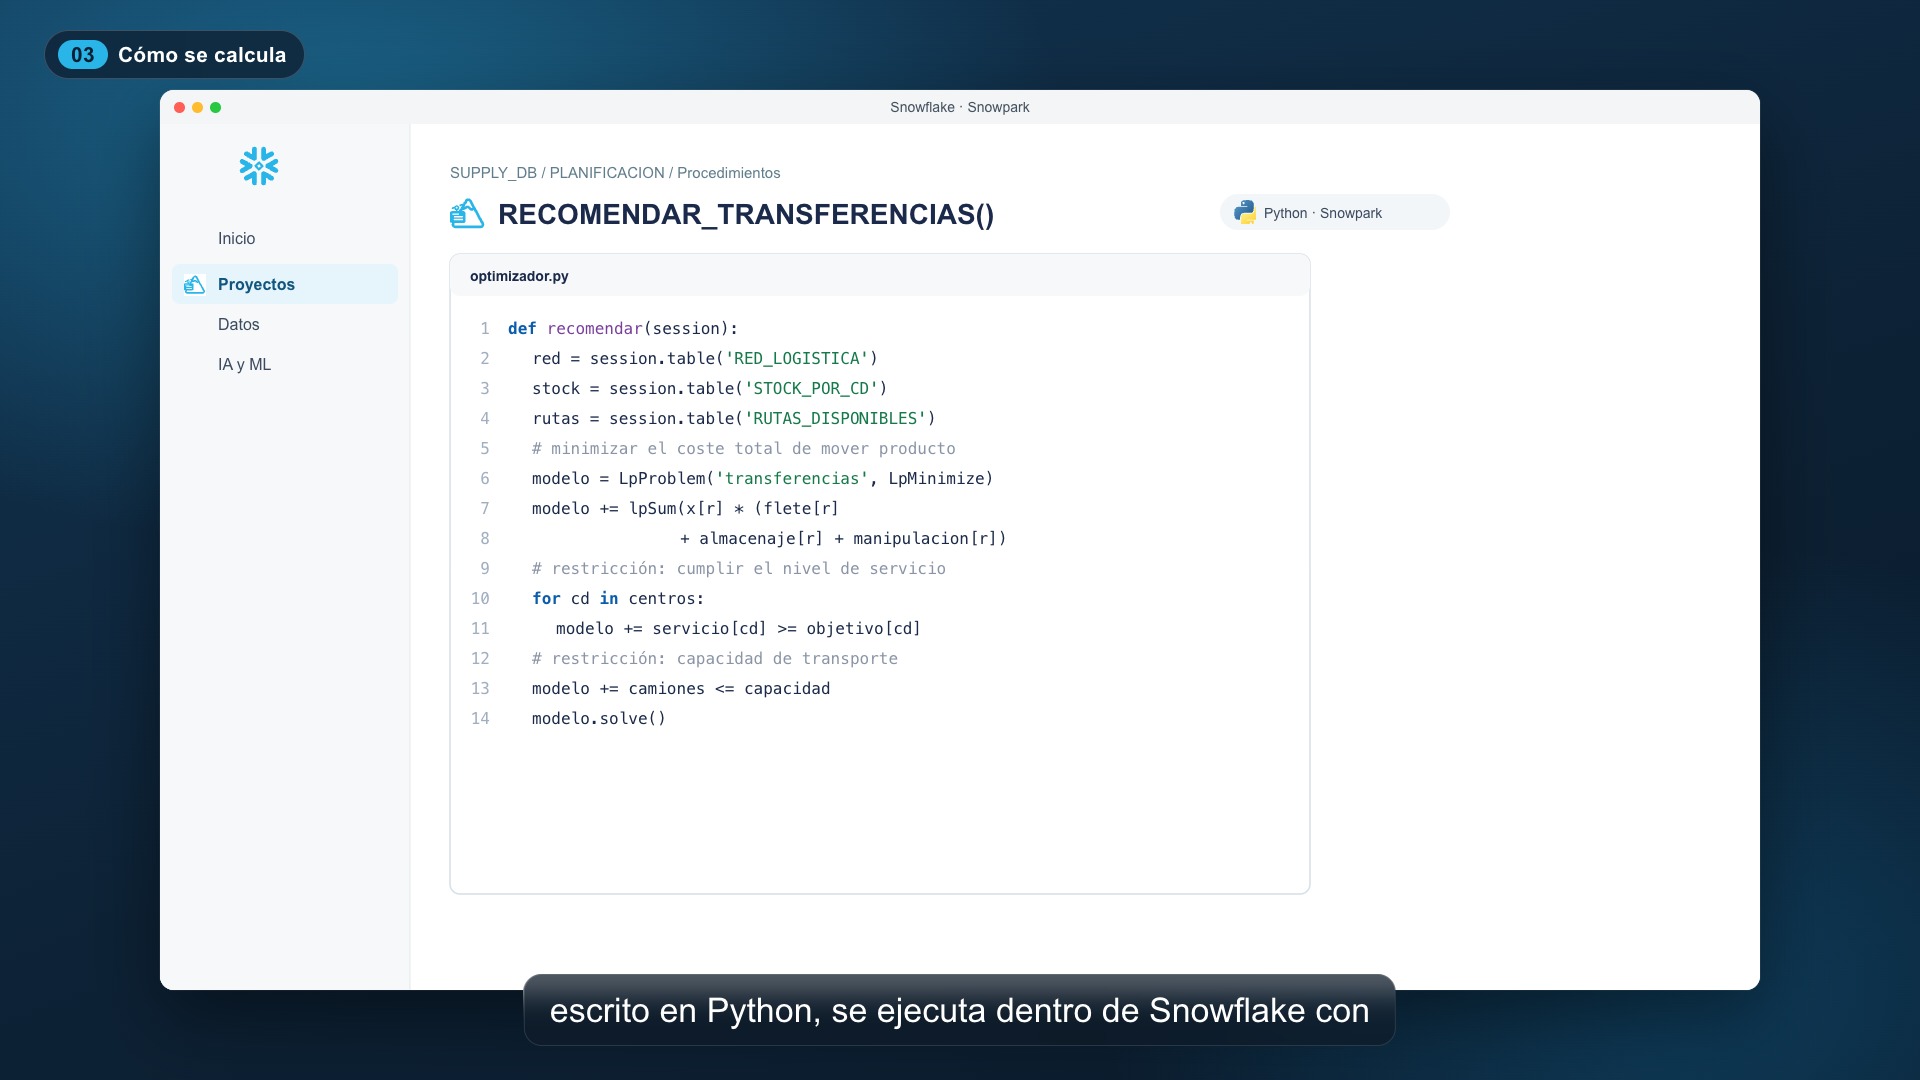 03 Cómo se calcula
Snowflake · Snowpark
Inicio
Proyectos
Datos
IA y ML
SUPPLY_DB / PLANIFICACION / Procedimientos
RECOMENDAR_TRANSFERENCIAS()
Python · Snowpark
optimizador.py
1 def recomendar(session):
2 red = session.table('RED_LOGISTICA')
3 stock = session.table('STOCK_POR_CD')
4 rutas = session.table('RUTAS_DISPONIBLES')
5 # minimizar el coste total de mover producto
6 modelo = LpProblem('transferencias', LpMinimize)
7 modelo += lpSum(x[r] * (flete[r]
8 + almacenaje[r] + manipulacion[r])
9 # restricción: cumplir el nivel de servicio
10 for cd in centros:
11 modelo += servicio[cd] >= objetivo[cd]
12 # restricción: capacidad de transporte
13 modelo += camiones <= capacidad
14 modelo.solve()
escrito en Python, se ejecuta dentro de Snowflake con